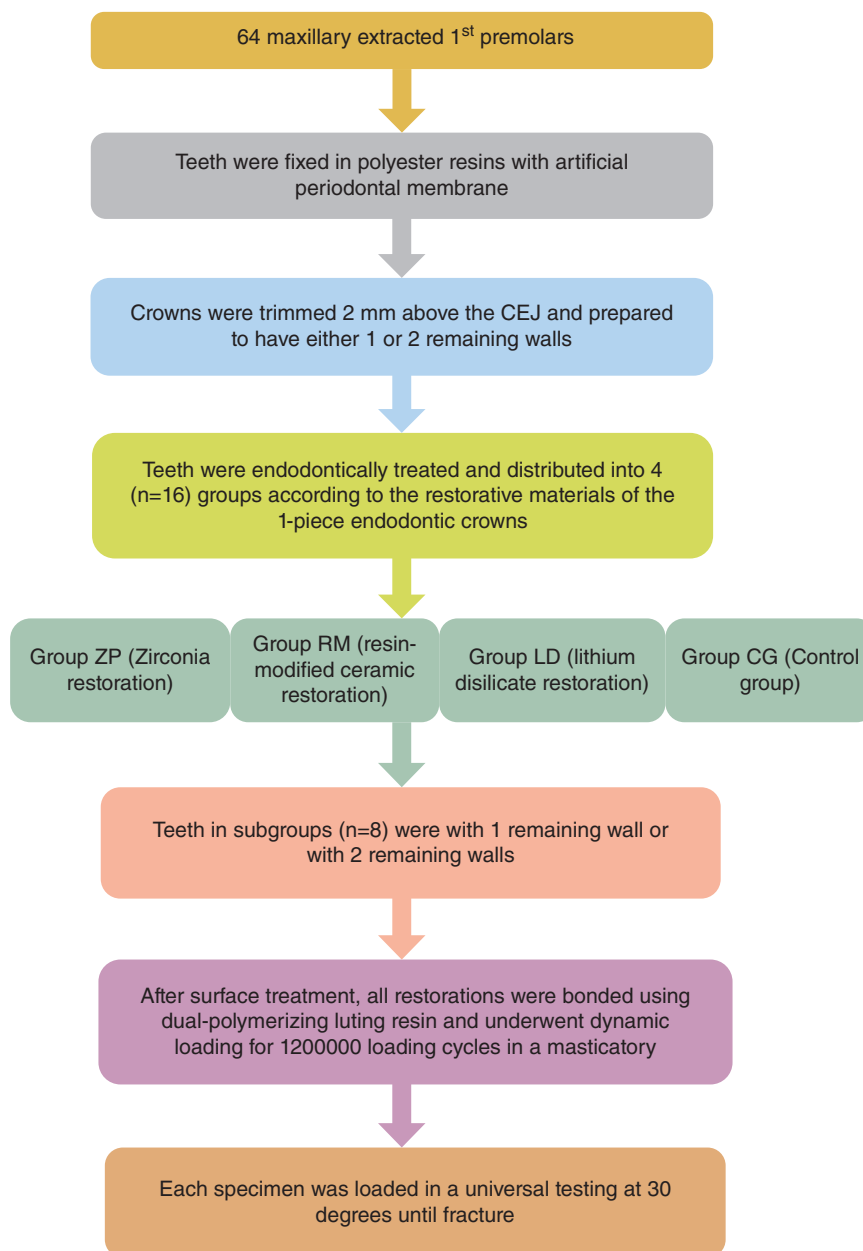 64 maxillary extracted 1st premolars
Teeth were fixed in polyester resins with artificial
periodontal membrane
Crowns were trimmed 2 mm above the CEJ and prepared
to have either 1 or 2 remaining walls
Teeth were endodontically treated and distributed into 4
(n=16) groups according to the restorative materials of the
1-piece endodontic crowns
Group ZP (Zirconia
restoration)
Group RM (resin-
modified ceramic
restoration)
Group LD (lithium
disilicate restoration)
Group CG (Control
group)
Teeth in subgroups (n=8) were with 1 remaining wall or
with 2 remaining walls
After surface treatment, all restorations were bonded using
dual-polymerizing luting resin and underwent dynamic
loading for 1200000 loading cycles in a masticatory
Each specimen was loaded in a universal testing at 30
degrees until fracture